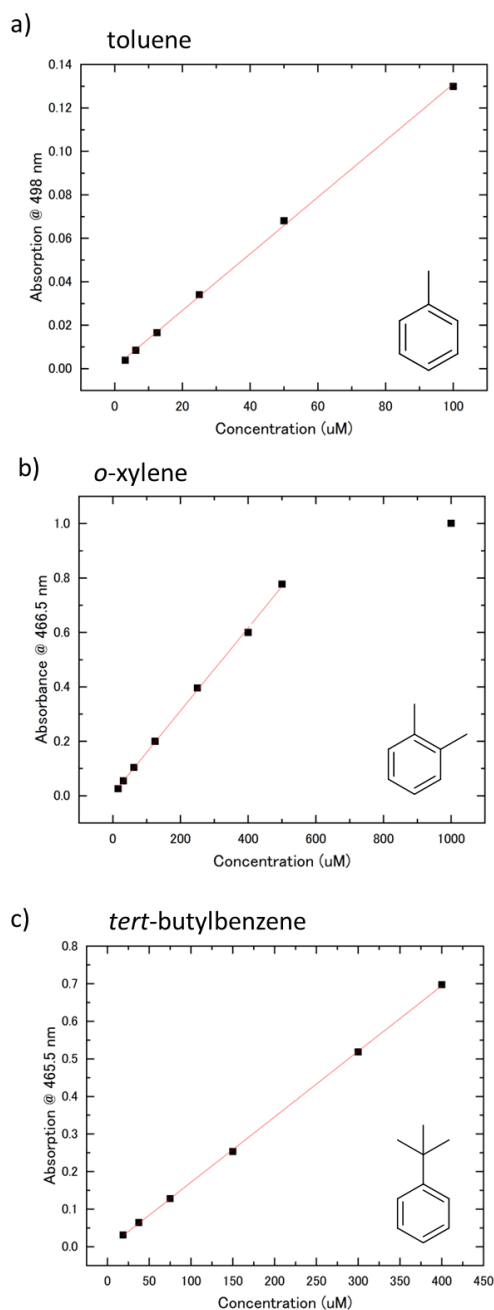 a)
toluene
0.14
0.12
0.10
0.08
0.06
0.04
0.02
0.00
Absorption @ 498 nm
0 20 40 60 80 100
Concentration (uM)
b)
o-xylene
1.0
0.8
0.6
0.4
0.2
0.0
Absorbance @ 466.5 nm
0 200 400 600 800 1000
Concentration (uM)
c)
tert-butylbenzene
0.8
0.7
0.6
0.5
0.4
0.3
0.2
0.1
0.0
Absorption @ 465.5 nm
0 50 100 150 200 250 300 350 400 450
Concentration (uM)